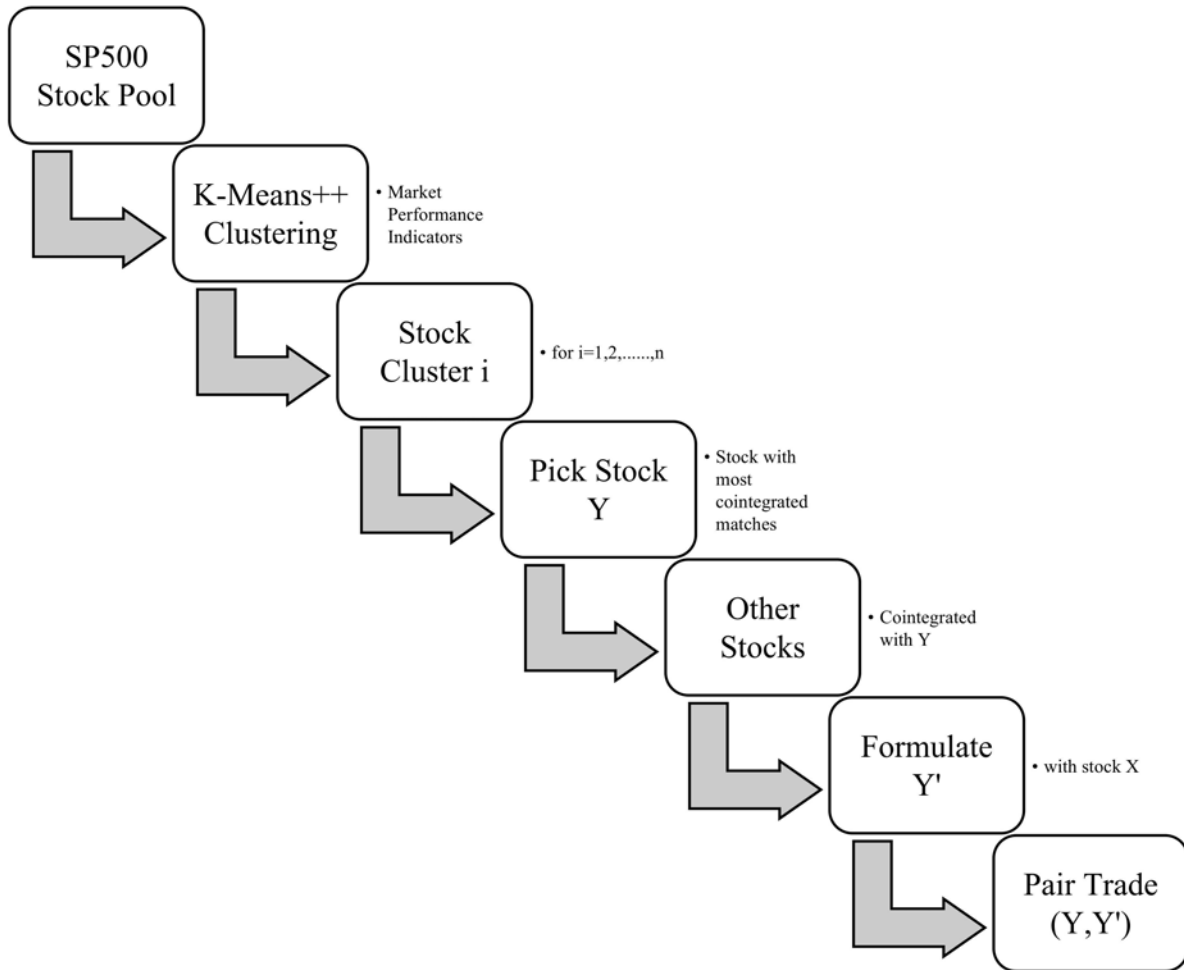 SP500
Stock Pool
K-Means++
Clustering
• Market
Performance
Indicators
Stock
Cluster i
• for i=1,2,......,n
Pick Stock
Y
• Stock with
most
cointegrated
matches
Other
Stocks
• Cointegrated
with Y
Formulate
Y'
• with stock X
Pair Trade
(Y,Y')